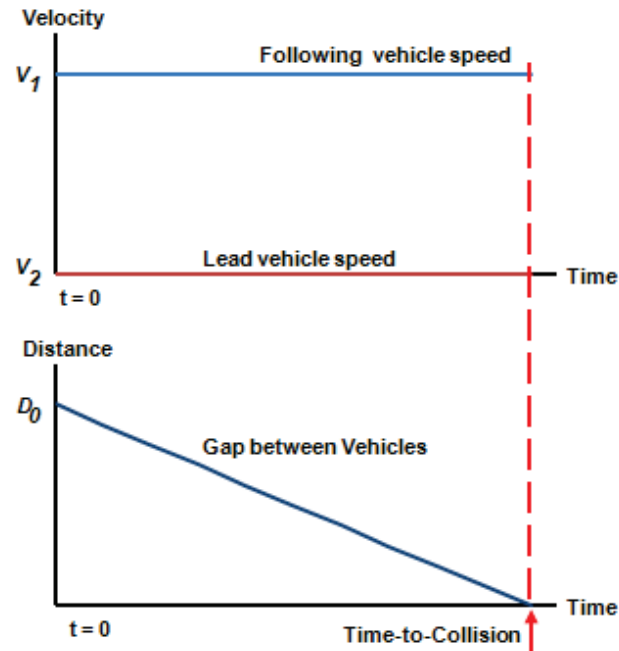 Velocity
Following vehicle speed
V1
Lead vehicle speed
V2
Time
t = 0
Distance
D0
Gap between Vehicles
Time
t = 0
Time-to-Collision